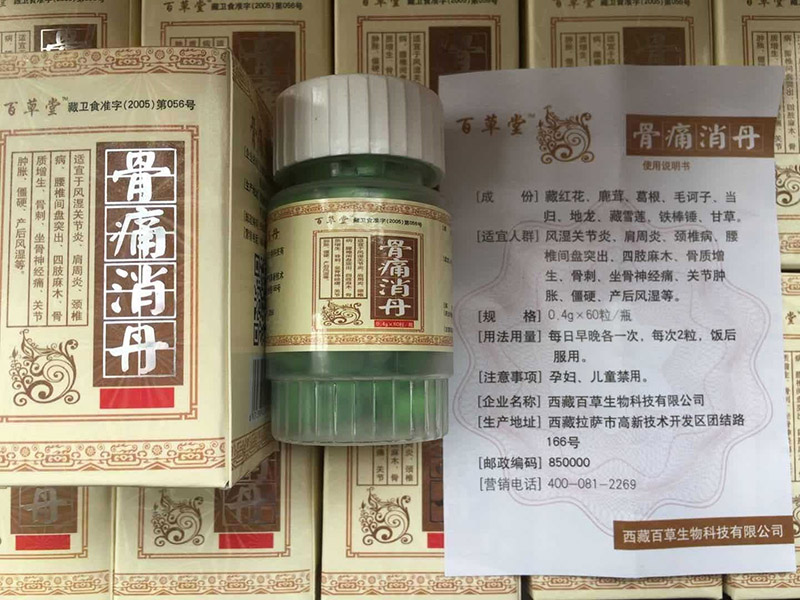 百草堂™ 藏卫食准字(2005)第056号
骨痛消丹
适宜于风湿关节炎、肩周炎、颈椎
病、腰椎间盘突出、四肢麻木、骨
质增生、骨刺、坐骨神经痛、关节
肿胀、僵硬、产后风湿等。
百草堂 藏卫食准字(2005)第056号
骨痛消丹
0.4g×60粒/瓶
百草堂™
骨痛消丹
使用说明书
[成 份] 藏红花、鹿茸、葛根、毛诃子、当
归、地龙、藏雪莲、铁棒锤、甘草。
[适宜人群] 风湿关节炎、肩周炎、颈椎病、腰
椎间盘突出、四肢麻木、骨质增
生、骨刺、坐骨神经痛、关节肿
胀、僵硬、产后风湿等。
[规 格] 0.4g×60粒/瓶
[用法用量] 每日早晚各一次，每次2粒，饭后
服用。
[注意事项] 孕妇、儿童禁用。
[企业名称] 西藏百草生物科技有限公司
[生产地址] 西藏拉萨市高新技术开发区团结路
166号
[邮政编码] 850000
[营销电话] 400-081-2269
西藏百草生物科技有限公司